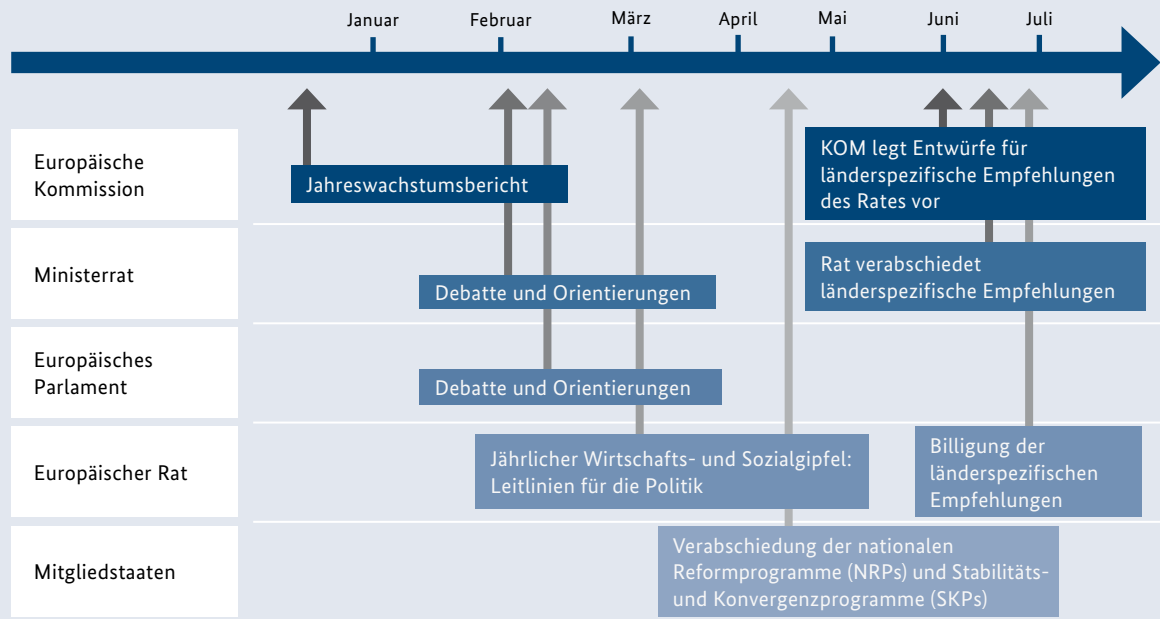 Januar
Februar
März
April
Mai
Juni
Juli
Europäische
Kommission
Jahreswachstumsbericht
KOM legt Entwürfe für
länderspezifische Empfehlungen
des Rates vor
Ministerrat
Debatte und Orientierungen
Rat verabschiedet
länderspezifische Empfehlungen
Europäisches
Parlament
Debatte und Orientierungen
Europäischer Rat
Jährlicher Wirtschafts- und Sozialgipfel:
Leitlinien für die Politik
Billigung der
länderspezifischen
Empfehlungen
Mitgliedstaaten
Verabschiedung der nationalen
Reformprogramme (NRPs) und Stabilitäts-
und Konvergenzprogramme (SKPs)